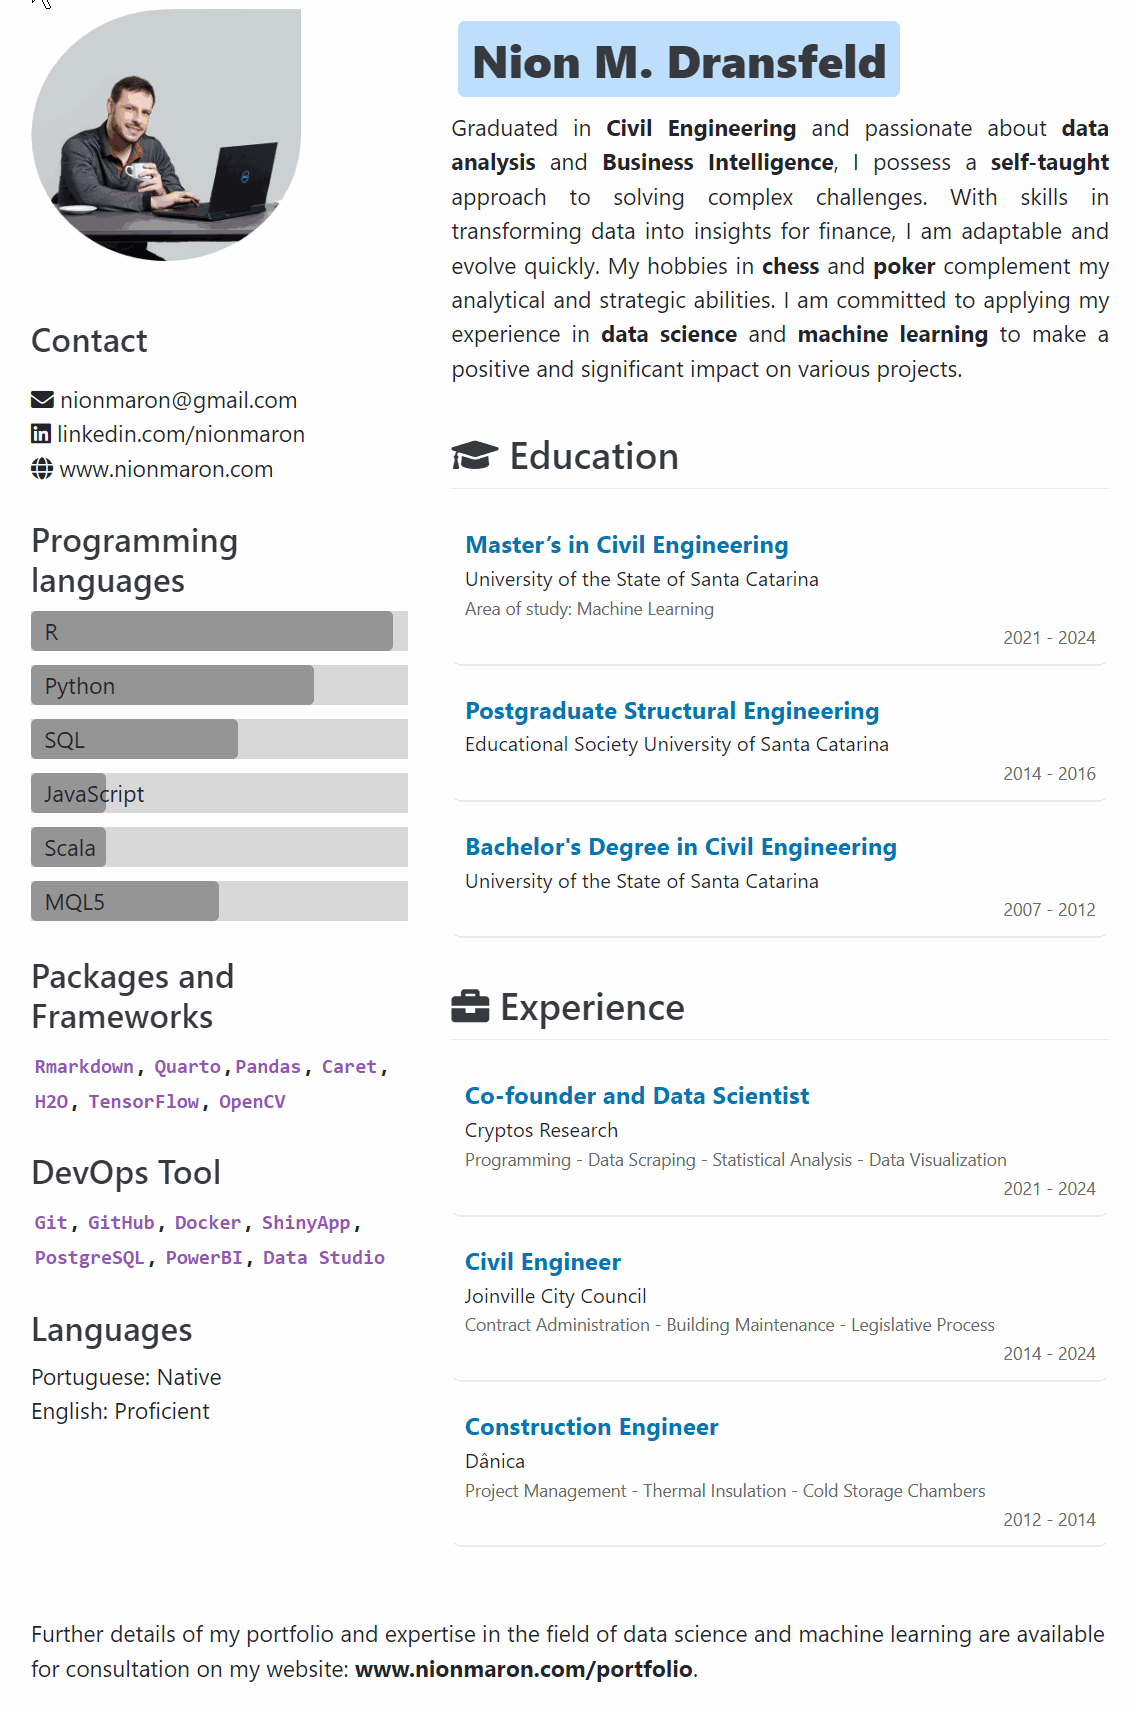 Nion M. Dransfeld
Graduated in Civil Engineering and passionate about data
analysis and Business Intelligence, I possess a self-taught
approach to solving complex challenges. With skills in
transforming data into insights for finance, I am adaptable and
evolve quickly. My hobbies in chess and poker complement my
analytical and strategic abilities. I am committed to applying my
experience in data science and machine learning to make a
positive and significant impact on various projects.
Contact
nionmaron@gmail.com
linkedin.com/nionmaron
www.nionmaron.com
Programming
languages
R
Python
SQL
JavaScript
Scala
MQL5
Packages and
Frameworks
Rmarkdown, Quarto,Pandas, Caret,
H2O, TensorFlow, OpenCV
DevOps Tool
Git, GitHub, Docker, ShinyApp,
PostgreSQL, PowerBI, Data Studio
Languages
Portuguese: Native
English: Proficient
Education
Master’s in Civil Engineering
University of the State of Santa Catarina
Area of study: Machine Learning
2021 - 2024
Postgraduate Structural Engineering
Educational Society University of Santa Catarina
2014 - 2016
Bachelor's Degree in Civil Engineering
University of the State of Santa Catarina
2007 - 2012
Experience
Co-founder and Data Scientist
Cryptos Research
Programming - Data Scraping - Statistical Analysis - Data Visualization
2021 - 2024
Civil Engineer
Joinville City Council
Contract Administration - Building Maintenance - Legislative Process
2014 - 2024
Construction Engineer
Dânica
Project Management - Thermal Insulation - Cold Storage Chambers
2012 - 2014
Further details of my portfolio and expertise in the field of data science and machine learning are available
for consultation on my website: www.nionmaron.com/portfolio.